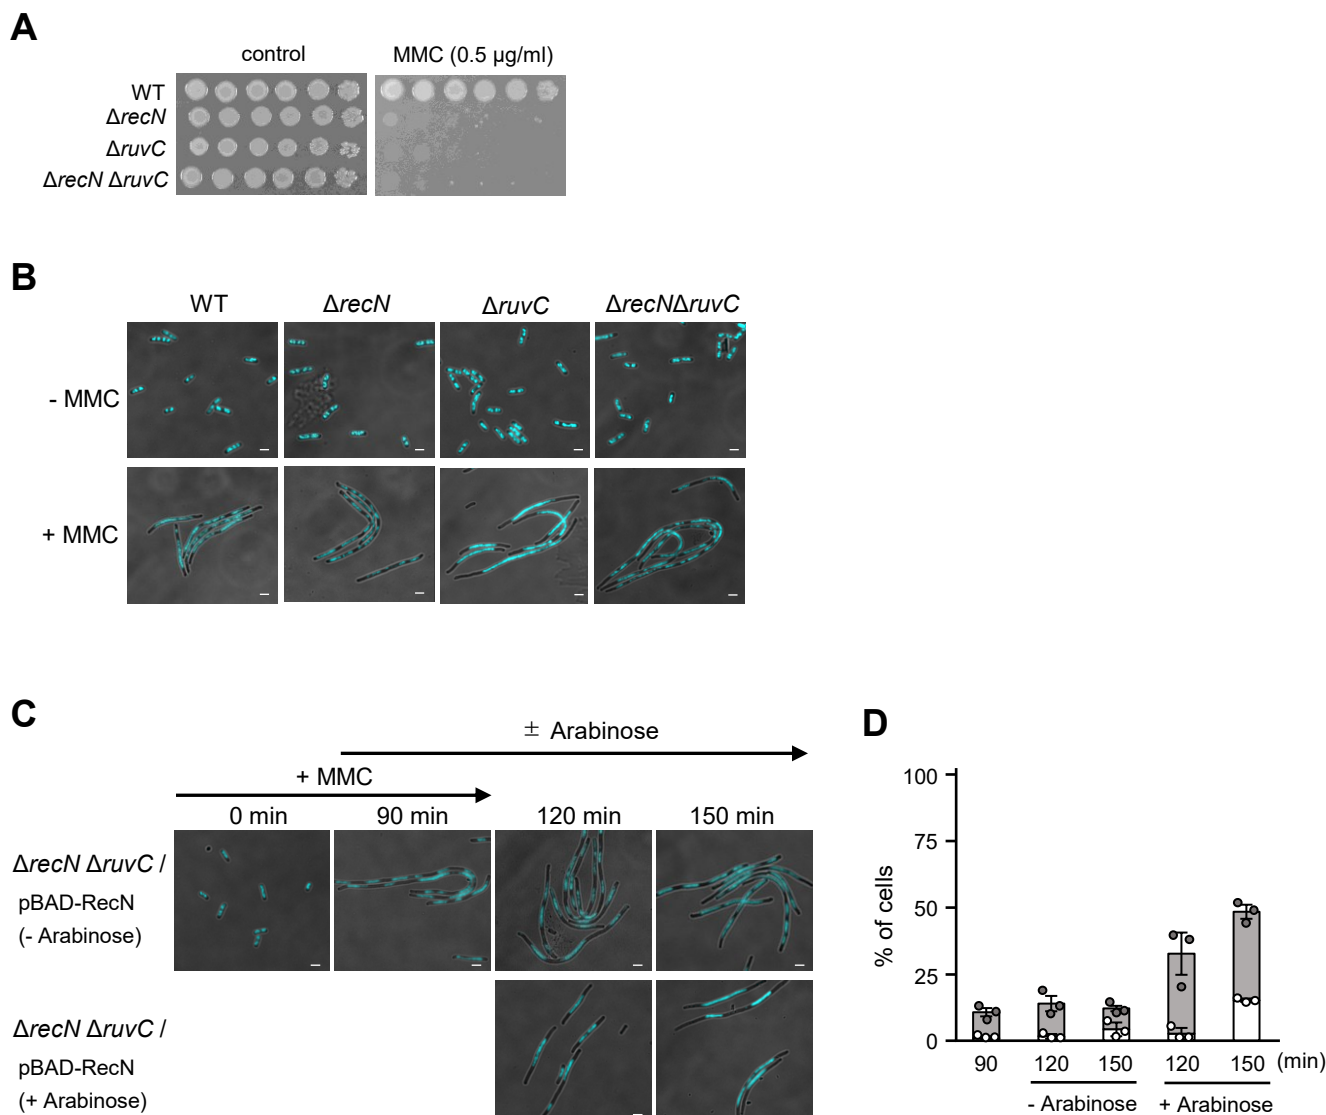 A
control
MMC (0.5 µg/ml)
WT
ΔrecN
ΔruvC
ΔrecN ΔruvC
B
WT
ΔrecN
ΔruvC
ΔrecNΔruvC
- MMC
+ MMC
C
± Arabinose
+ MMC
0 min
90 min
120 min
150 min
ΔrecN ΔruvC /
pBAD-RecN
(- Arabinose)
ΔrecN ΔruvC /
pBAD-RecN
(+ Arabinose)
D
% of cells
100
75
50
25
0
90
120
150
120
150
(min)
- Arabinose
+ Arabinose